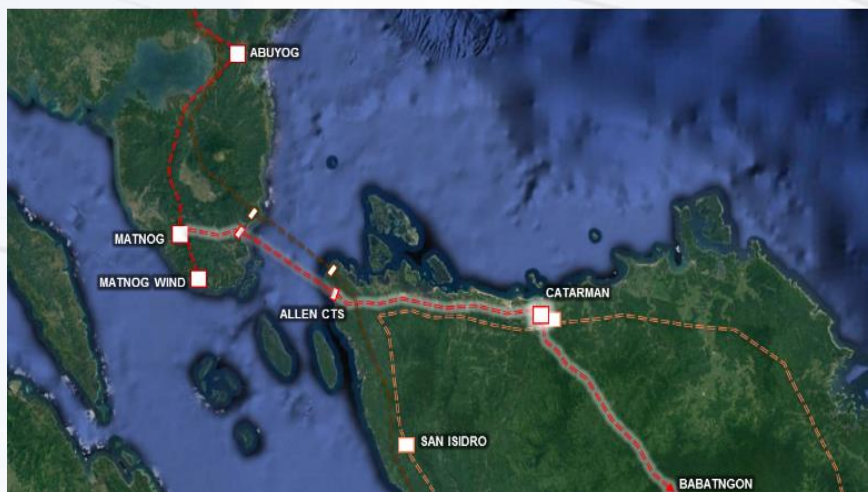 ABUYOG
MATNOG
MATNOG WIND
ALLEN CTS
CATARMAN
SAN ISIDRO
BABATNGON